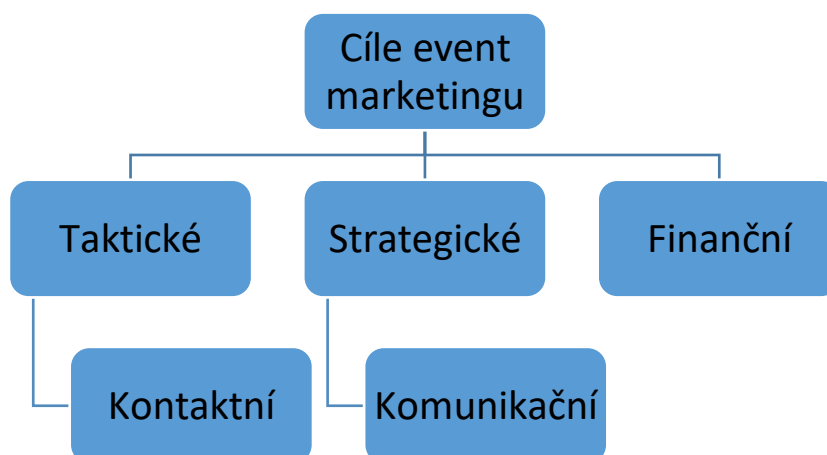 Cíle event
marketingu
Taktické
Strategické
Finanční
Kontaktní
Komunikační